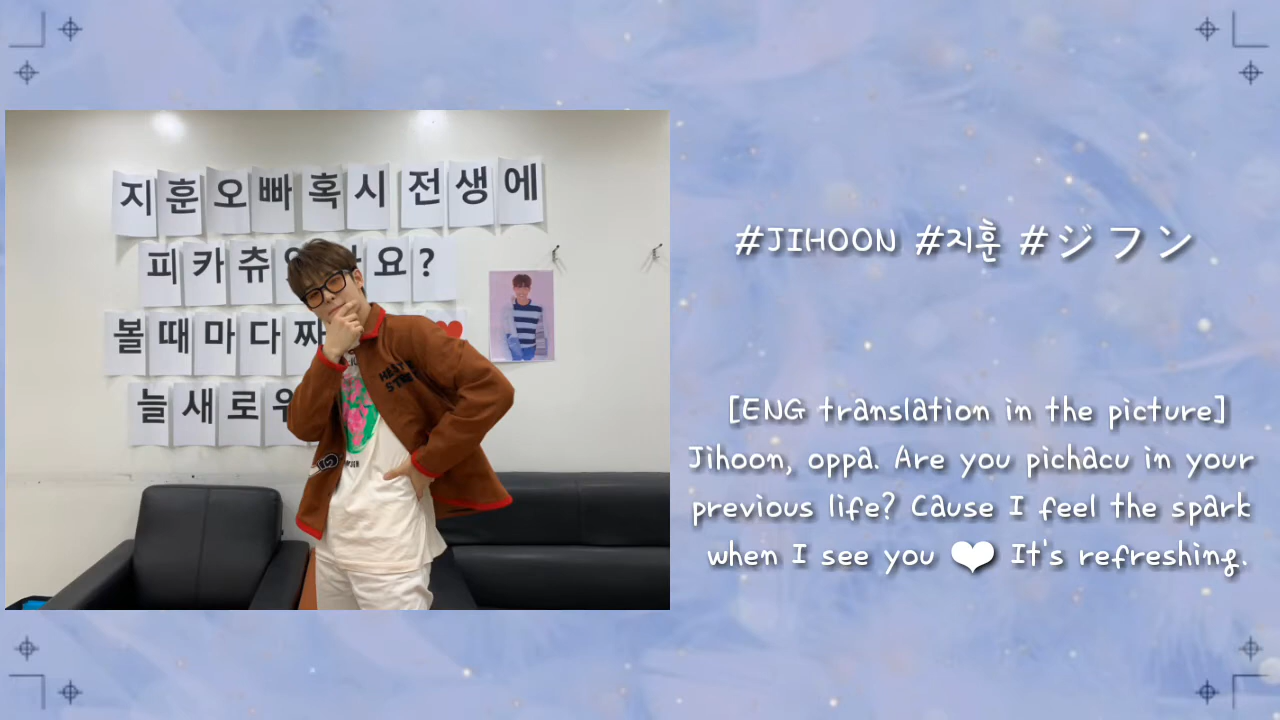 지훈오빠혹시 전생에
피카츄 요?
볼때마다짜
늘새로
#JIHOON #지훈 #ジフン
[ENG translation in the picture]
Jihoon, oppa. Are you pichacu in your
previous life? Cause I feel the spark
when I see you ❤ It's refreshing.